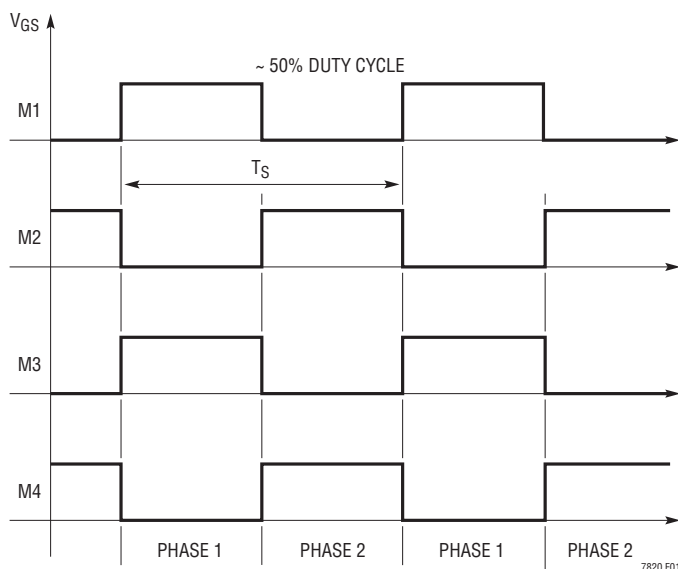 VGS
~ 50% DUTY CYCLE
M1
TS
M2
M3
M4
PHASE 1 PHASE 2 PHASE 1 PHASE 2
7820 F01